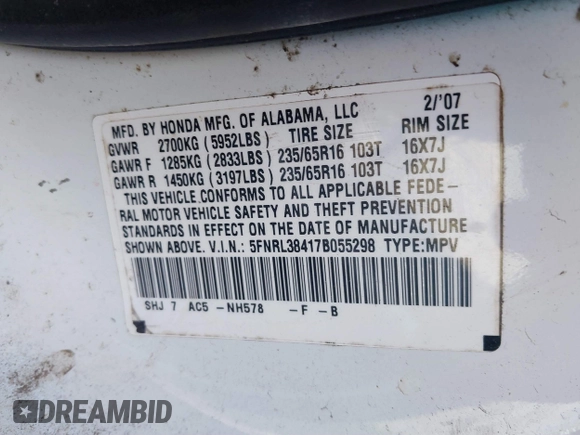 MFD. BY HONDA MFG. OF ALABAMA, LLC 2/'07
GVWR 2700KG (5952LBS) TIRE SIZE RIM SIZE
GAWR F 1285KG (2833LBS) 235/65R16 103T 16X7J
GAWR R 1450KG (3197LBS) 235/65R16 103T 16X7J
THIS VEHICLE CONFORMS TO ALL APPLICABLE FEDE-
RAL MOTOR VEHICLE SAFETY AND THEFT PREVENTION
STANDARDS IN EFFECT ON THE DATE OF MANUFACTURE
SHOWN ABOVE. V.I.N.: 5FNRL38417B055298 TYPE:MPV
SHJ 7 AC5 -NH578 -F -B
DREAMBID